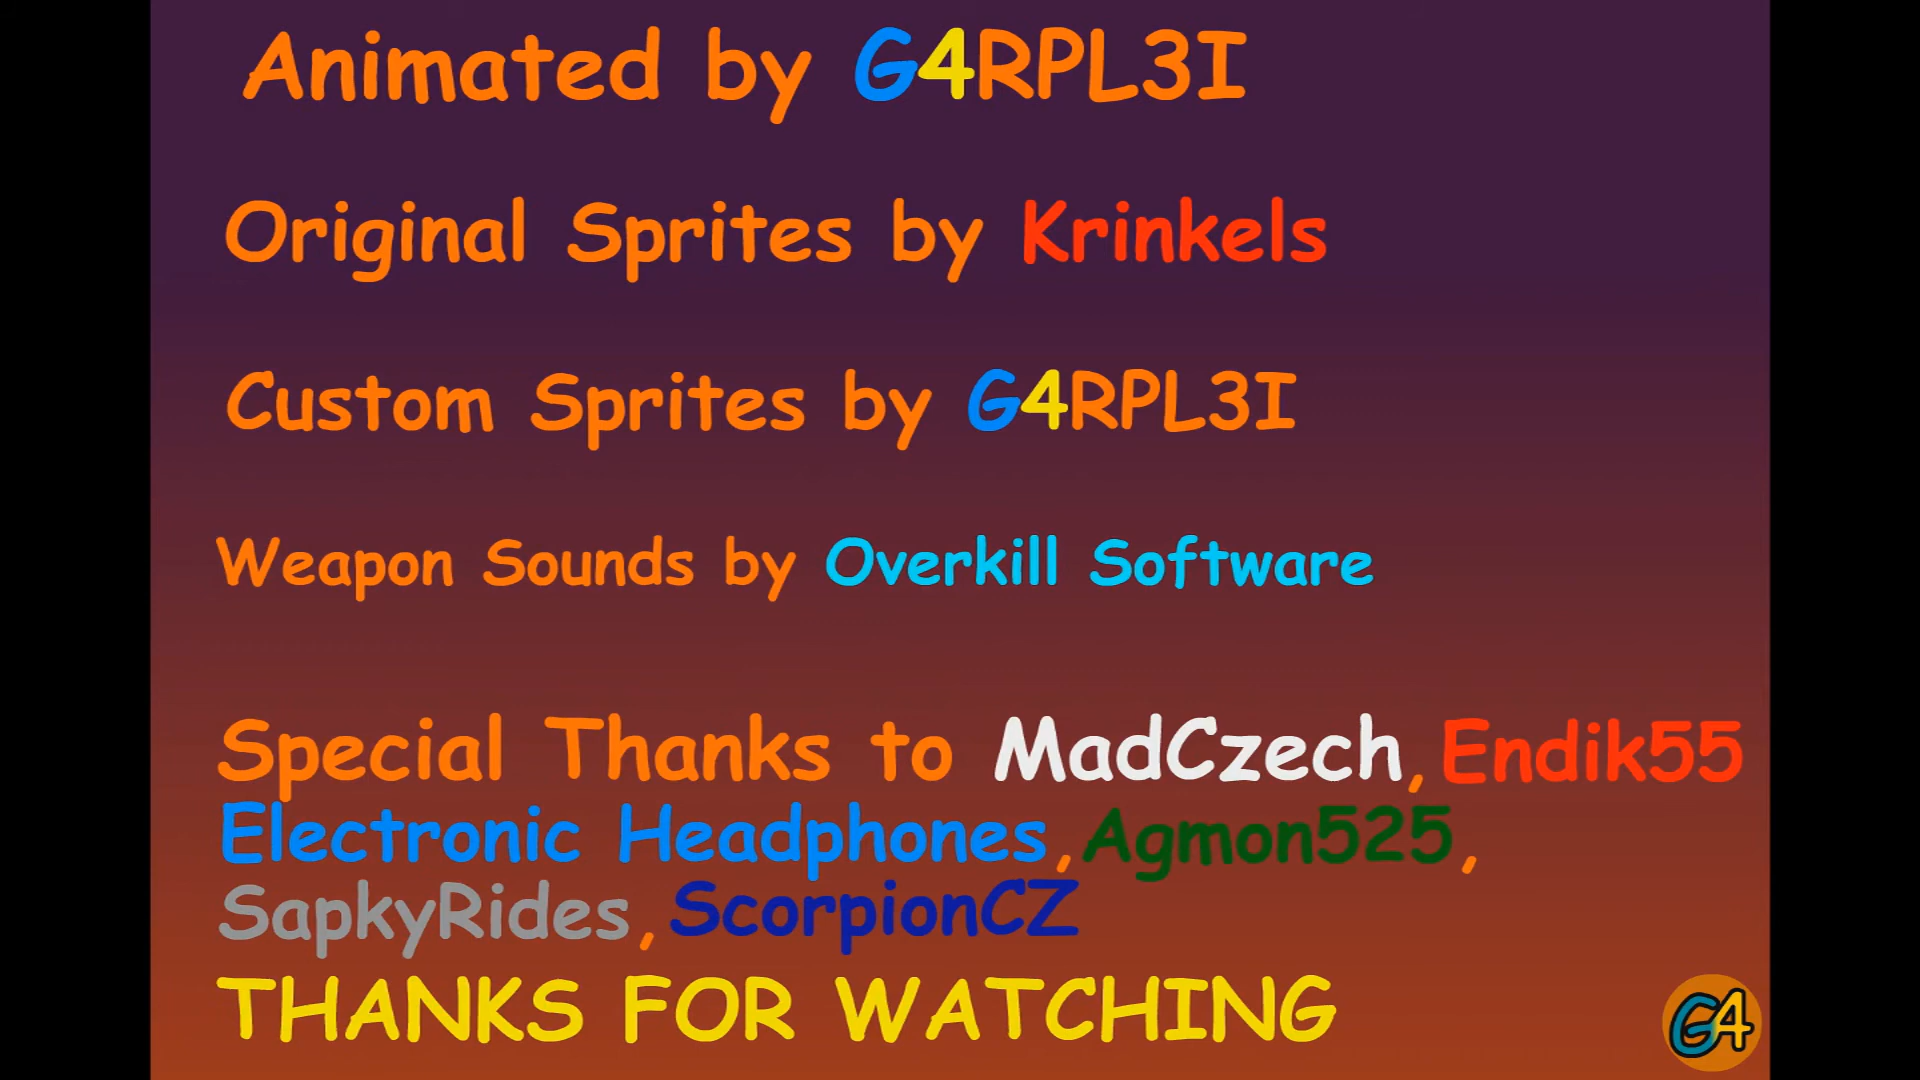 Animated by G4RPL3I
Original Sprites by Krinkels
Custom Sprites by G4RPL3I
Weapon Sounds by Overkill Software
Special Thanks to MadCzech,Endik55
Electronic Headphones,Agmon525,
SapkyRides,ScorpionCZ
THANKS FOR WATCHING
G4